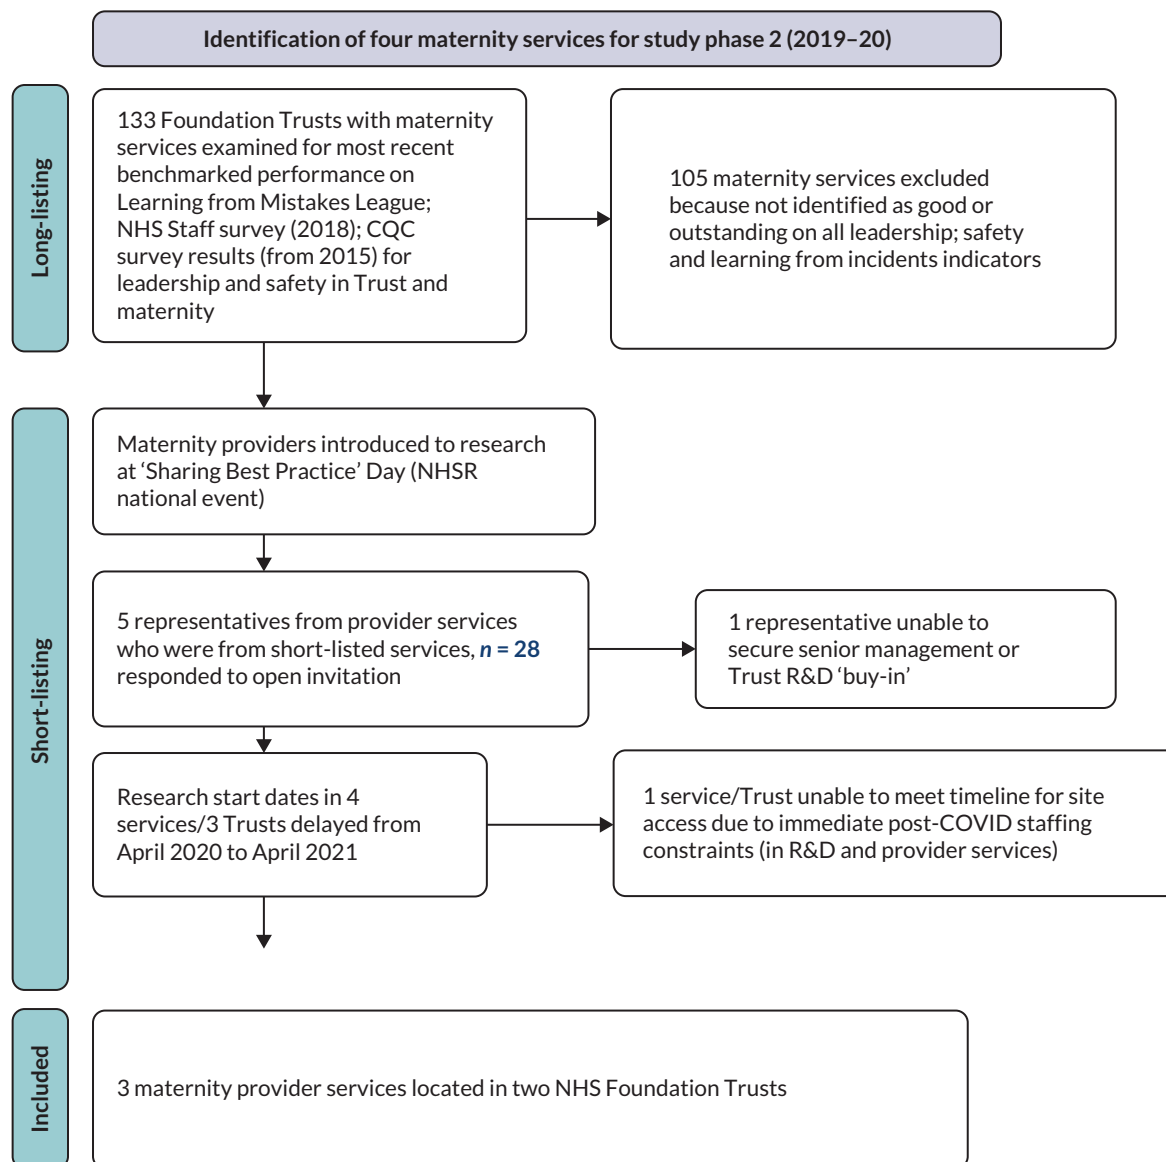 Identification of four maternity services for study phase 2 (2019–20)
Long-listing
133 Foundation Trusts with maternity
services examined for most recent
benchmarked performance on
Learning from Mistakes League;
NHS Staff survey (2018); CQC
survey results (from 2015) for
leadership and safety in Trust and
maternity
105 maternity services excluded
because not identified as good or
outstanding on all leadership; safety
and learning from incidents indicators
Short-listing
Maternity providers introduced to research
at ‘Sharing Best Practice’ Day (NHSR
national event)
5 representatives from provider services
who were from short-listed services, n = 28
responded to open invitation
1 representative unable to
secure senior management or
Trust R&D ‘buy-in’
Research start dates in 4
services/3 Trusts delayed from
April 2020 to April 2021
1 service/Trust unable to meet timeline for site
access due to immediate post-COVID staffing
constraints (in R&D and provider services)
Included
3 maternity provider services located in two NHS Foundation Trusts